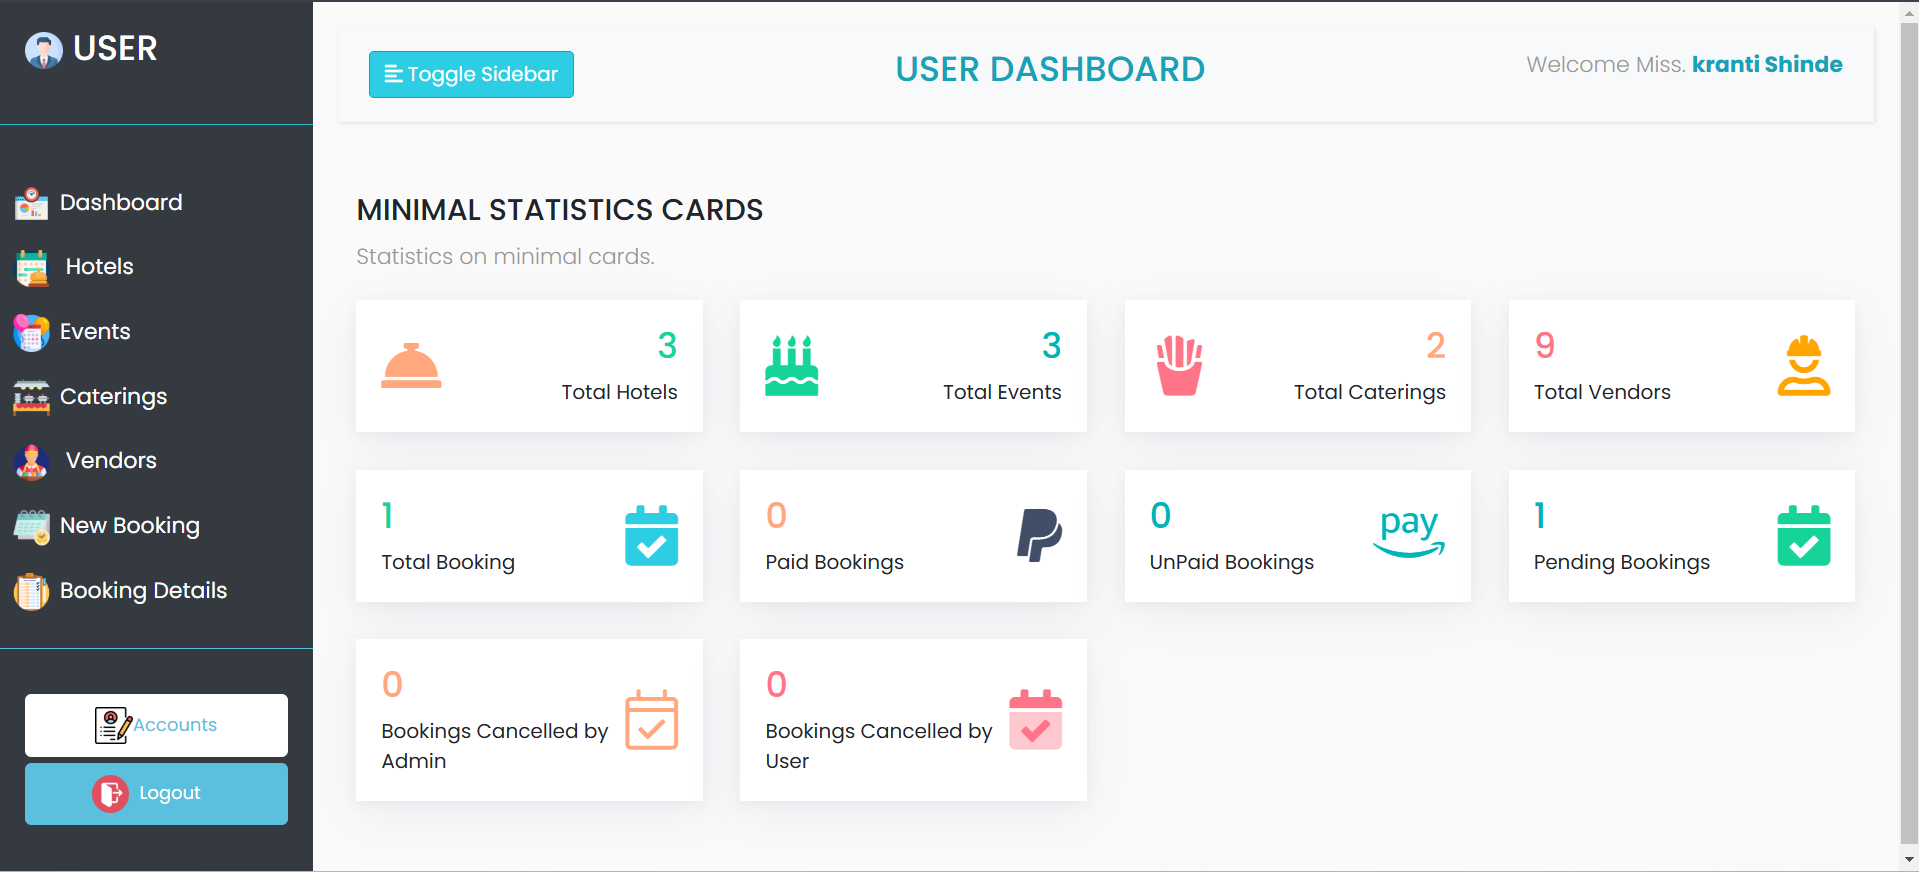 USER
Toggle Sidebar
USER DASHBOARD
Welcome Miss. kranti Shinde
Dashboard
Hotels
Events
Caterings
Vendors
New Booking
Booking Details
Accounts
Logout
MINIMAL STATISTICS CARDS
Statistics on minimal cards.
3
Total Hotels
3
Total Events
2
Total Caterings
9
Total Vendors
1
Total Booking
0
Paid Bookings
0
UnPaid Bookings
pay
1
Pending Bookings
0
Bookings Cancelled by
Admin
0
Bookings Cancelled by
User